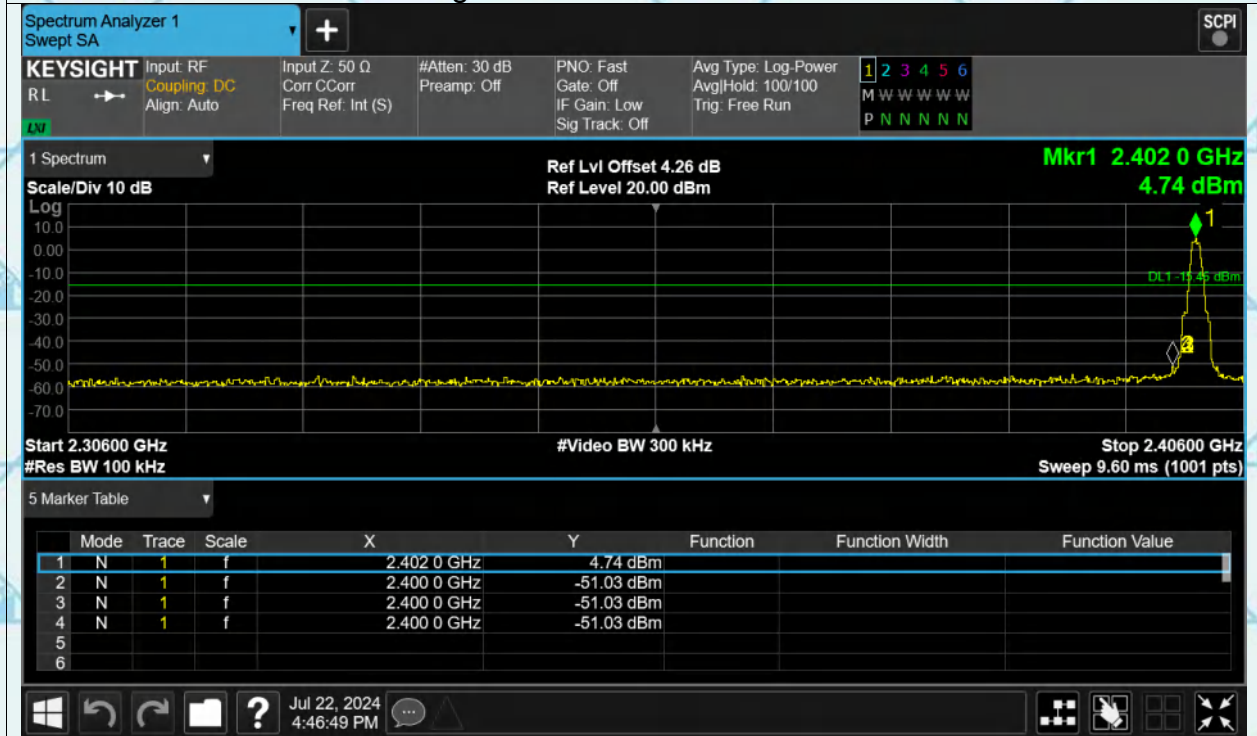 Spectrum Analyzer 1
Swept SA
+
SCPI
KEYSIGHT
RL
LXI
Input: RF
Coupling: DC
Align: Auto
Input Z: 50 Ω
Corr CCorr
Freq Ref: Int (S)
#Atten: 30 dB
Preamp: Off
PNO: Fast
Gate: Off
IF Gain: Low
Sig Track: Off
Avg Type: Log-Power
Avg|Hold: 100/100
Trig: Free Run
1 2 3 4 5 6
M W W W W W
P N N N N N
1 Spectrum
Scale/Div 10 dB
Ref Lvl Offset 4.26 dB
Ref Level 20.00 dBm
Mkr1 2.402 0 GHz
4.74 dBm
Log
10.0
0.00
-10.0
-20.0
-30.0
-40.0
-50.0
-60.0
-70.0
1
DL1 -15.45 dBm
Start 2.30600 GHz
#Res BW 100 kHz
#Video BW 300 kHz
Stop 2.40600 GHz
Sweep 9.60 ms (1001 pts)
5 Marker Table
Mode Trace Scale X Y Function Function Width Function Value
1 N 1 f 2.402 0 GHz 4.74 dBm
2 N 1 f 2.400 0 GHz -51.03 dBm
3 N 1 f 2.400 0 GHz -51.03 dBm
4 N 1 f 2.400 0 GHz -51.03 dBm
5
6
?
Jul 22, 2024
4:46:49 PM